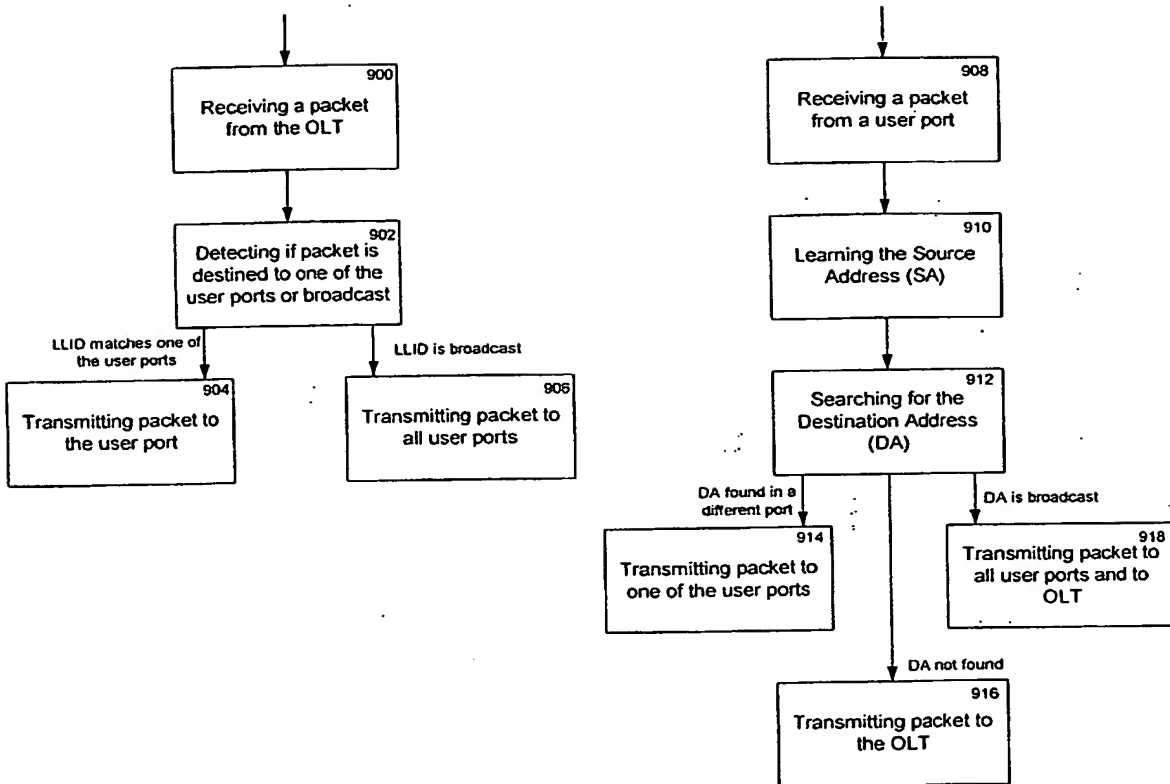 900
Receiving a packet
from the OLT
902
Detecting if packet is
destined to one of the
user ports or broadcast
LLID matches one of
the user ports
LLID is broadcast
904
Transmitting packet to
the user port
906
Transmitting packet to
all user ports
908
Receiving a packet
from a user port
910
Learning the Source
Address (SA)
912
Searching for the
Destination Address
(DA)
DA found in a
different port
DA is broadcast
914
Transmitting packet to
one of the user ports
918
Transmitting packet to
all user ports and to
OLT
DA not found
916
Transmitting packet to
the OLT